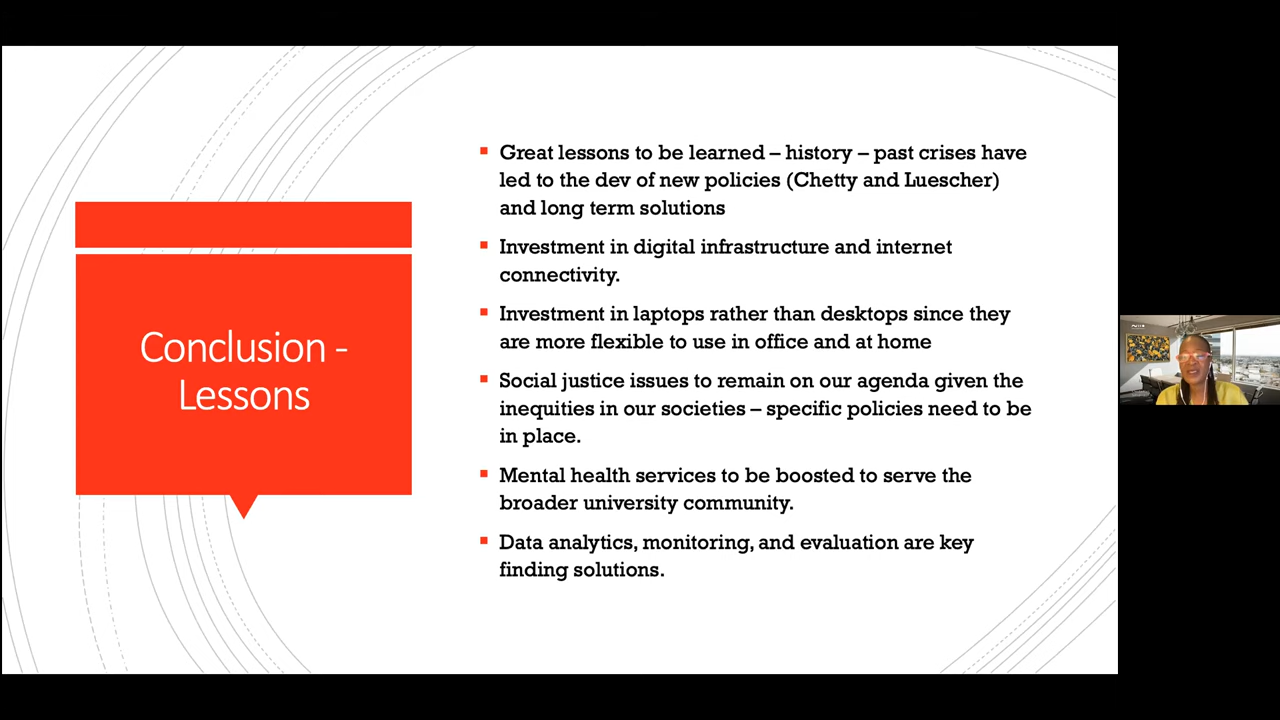 Conclusion -
Lessons
Great lessons to be learned – history – past crises have
led to the dev of new policies (Chetty and Luescher)
and long term solutions
Investment in digital infrastructure and internet
connectivity.
Investment in laptops rather than desktops since they
are more flexible to use in office and at home
Social justice issues to remain on our agenda given the
inequities in our societies – specific policies need to be
in place.
Mental health services to be boosted to serve the
broader university community.
Data analytics, monitoring, and evaluation are key
finding solutions.